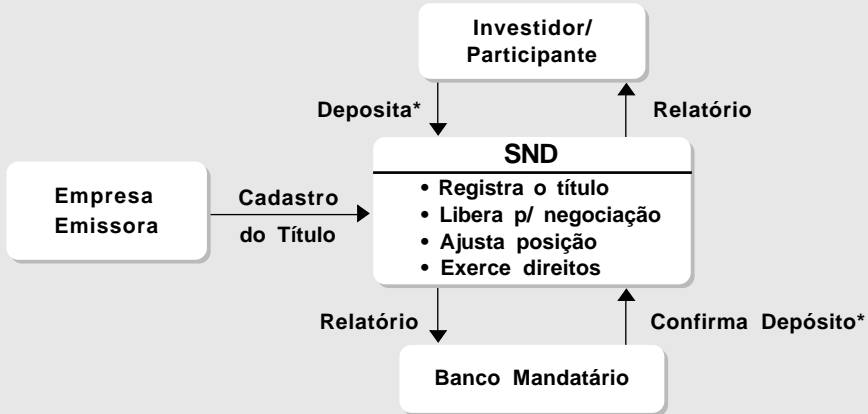 Investidor/
Participante
Deposita*
Relatório
SND
• Registra o título
• Libera p/ negociação
• Ajusta posição
• Exerce direitos
Empresa
Emissora
Cadastro
do Título
Relatório
Confirma Depósito*
Banco Mandatário